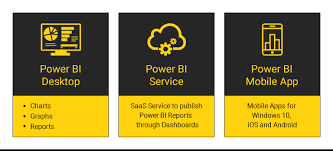 Power BI
Desktop
• Charts
• Graphs
• Reports
Power BI
Service
SaaS Service to publish
Power BI Reports
through Dashboards
Power BI
Mobile App
Mobile Apps for
Windows 10,
iOS and Android